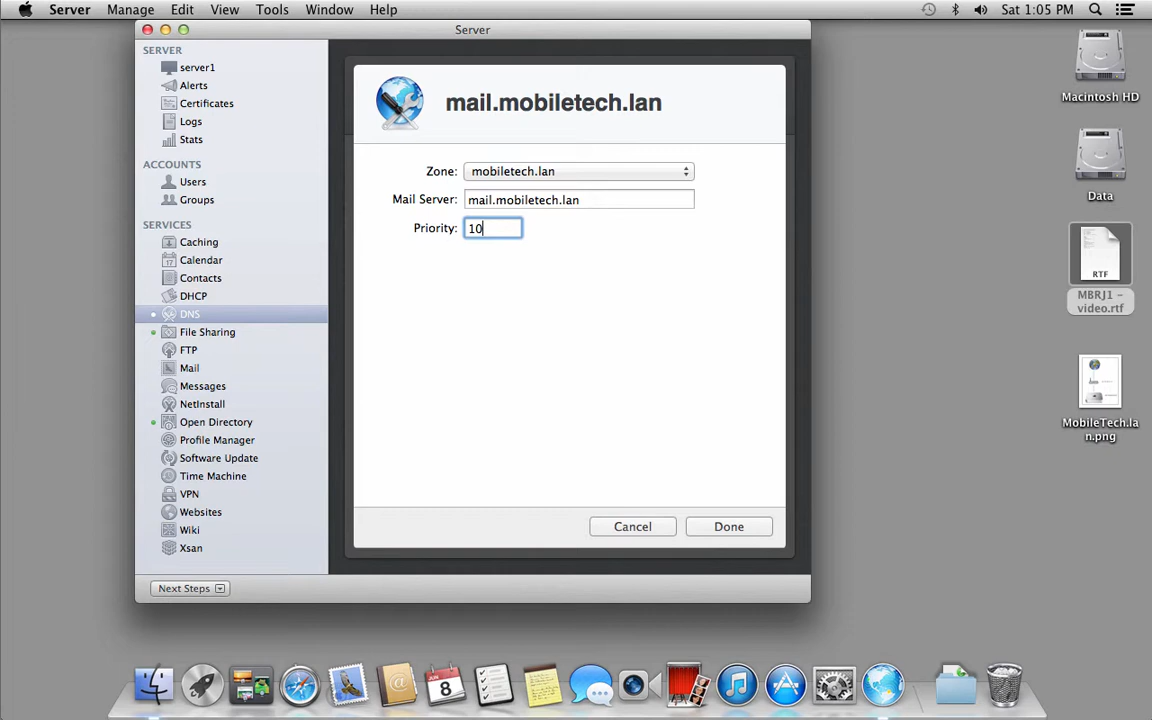 Server Manage Edit View Tools Window Help Sat 1:05 PM
Server
SERVER
server1
Alerts
Certificates
Logs
Stats
ACCOUNTS
Users
Groups
SERVICES
Caching
Calendar
Contacts
DHCP
DNS
File Sharing
FTP
Mail
Messages
NetInstall
Open Directory
Profile Manager
Software Update
Time Machine
VPN
Websites
Wiki
Xsan
Next Steps
mail.mobiletech.lan
Zone: mobiletech.lan
Mail Server: mail.mobiletech.lan
Priority: 10
Cancel Done
Macintosh HD
Data
RTF
MBRJ1 –
video.rtf
MobileTech.la
n.png
8